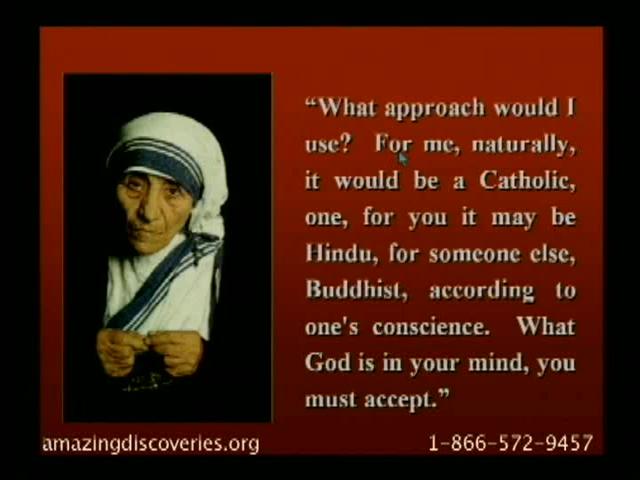 “What approach would I
use? For me, naturally,
it would be a Catholic,
one, for you it may be
Hindu, for someone else,
Buddhist, according to
one's conscience. What
God is in your mind, you
must accept.”
amazingdiscoveries.org
1-866-572-9457